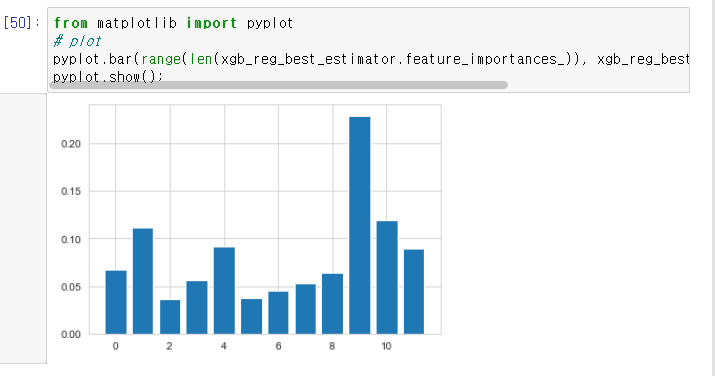 [50]:
from matplotlib import pyplot
# plot
pyplot.bar(range(len(xgb_reg_best_estimator.feature_importances_)), xgb_reg_best
pyplot.show();
0.20
0.15
0.10
0.05
0.00
0 2 4 6 8 10